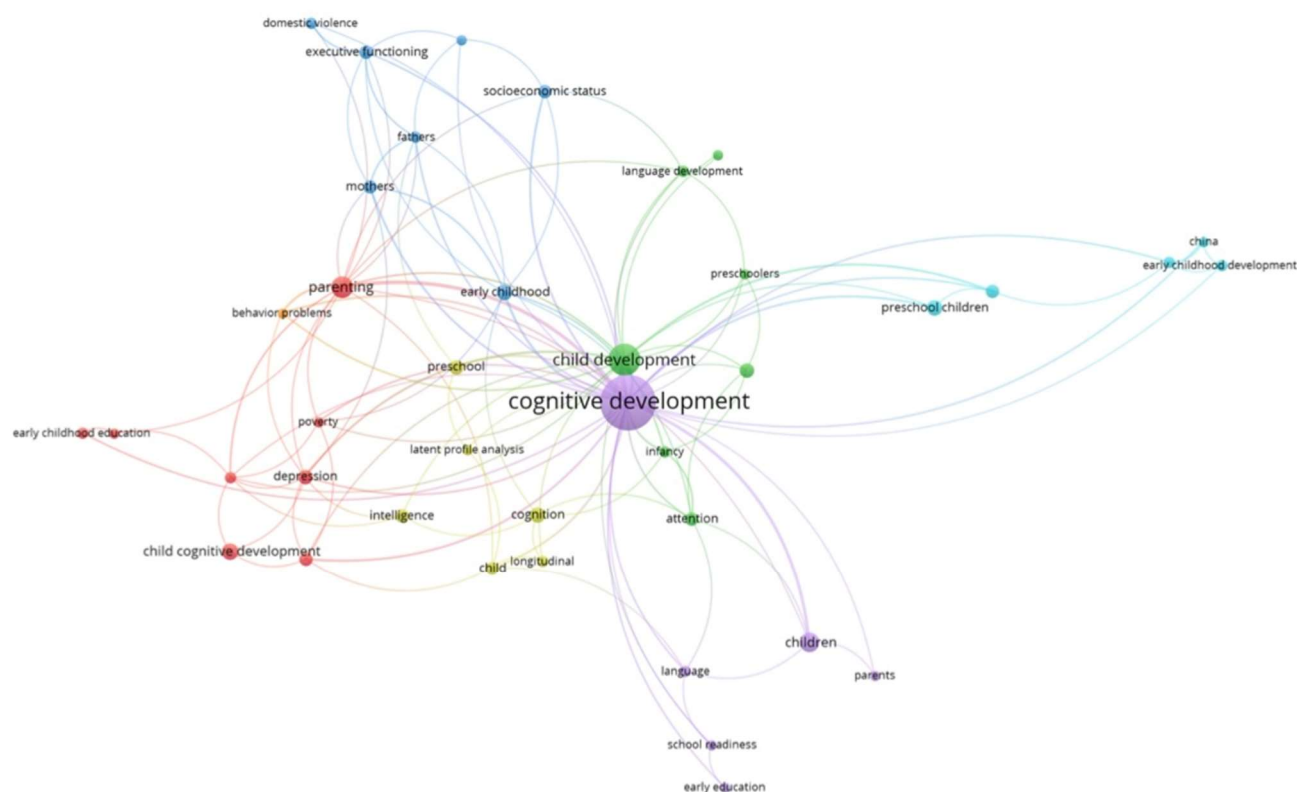 domestic violence
executive functioning
socioeconomic status
fathers
language development
mothers
china
early childhood development
preschoolers
parenting
early childhood
preschool children
behavior problems
child development
preschool
cognitive development
poverty
early childhood education
latent profile analysis
infancy
depression
intelligence
cognition
attention
child cognitive development
longitudinal
child
children
language
parents
school readiness
early education